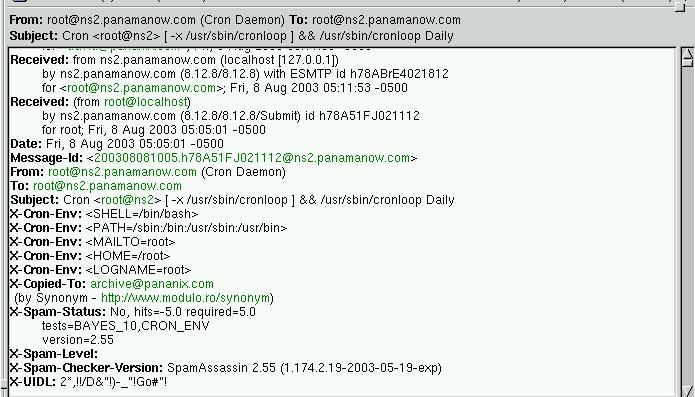 From: root@ns2.panamanow.com (Cron Daemon) To: root@ns2.panamanow.com
Subject: Cron <root@ns2> [ -x /usr/sbin/cronloop ] && /usr/sbin/cronloop Daily
Received: from ns2.panamanow.com (localhost [127.0.0.1])
by ns2.panamanow.com (8.12.8/8.12.8) with ESMTP id h78ABrE4021812
for <root@ns2.panamanow.com>; Fri, 8 Aug 2003 05:11:53 -0500
Received: (from root@localhost)
by ns2.panamanow.com (8.12.8/8.12.8/Submit) id h78A51FJ021112
for root; Fri, 8 Aug 2003 05:05:01 -0500
Date: Fri, 8 Aug 2003 05:05:01 -0500
Message-Id: <200308081005.h78A51FJ021112@ns2.panamanow.com>
From: root@ns2.panamanow.com (Cron Daemon)
To: root@ns2.panamanow.com
Subject: Cron <root@ns2> [ -x /usr/sbin/cronloop ] && /usr/sbin/cronloop Daily
X-Cron-Env: <SHELL=/bin/bash>
X-Cron-Env: <PATH=/sbin:/bin:/usr/sbin:/usr/bin>
X-Cron-Env: <MAILTO=root>
X-Cron-Env: <HOME=/root>
X-Cron-Env: <LOGNAME=root>
X-Copied-To: archive@pananix.com
(by Synonym - http://www.modulo.ro/synonym)
X-Spam-Status: No, hits=-5.0 required=5.0
tests=BAYES_10,CRON_ENV
version=2.55
X-Spam-Level:
X-Spam-Checker-Version: SpamAssassin 2.55 (1.174.2.19-2003-05-19-exp)
X-UIDL: 2*,!!/D&"!)-_"!Go#"!